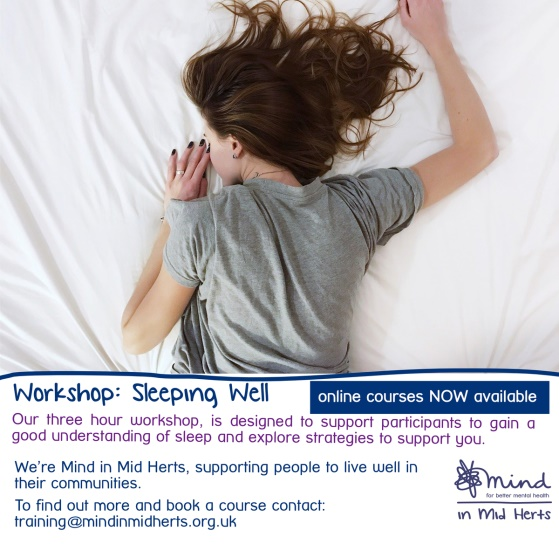 Workshop: Sleeping Well
online courses NOW available
Our three hour workshop, is designed to support participants to gain a
good understanding of sleep and explore strategies to support you.
We're Mind in Mid Herts, supporting people to live well in
their communities.
To find out more and book a course contact:
training@mindinmidherts.org.uk
mind
for better mental health
in Mid Herts